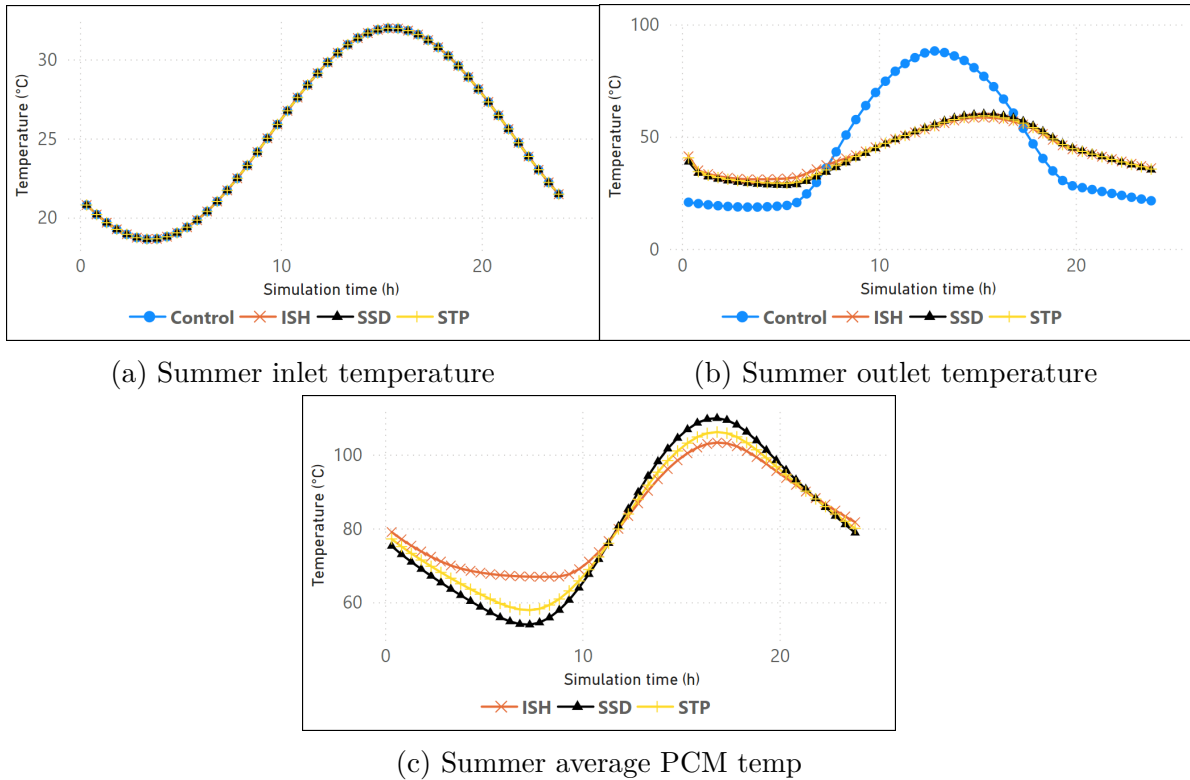 Temperature (°C)
30
25
20
0
10
20
Simulation time (h)
Control ISH SSD STP
(a) Summer inlet temperature
Temperature (°C)
100
50
0
0
10
20
Simulation time (h)
Control ISH SSD STP
(b) Summer outlet temperature
Temperature (°C)
100
80
60
0
10
20
Simulation time (h)
ISH SSD STP
(c) Summer average PCM temp